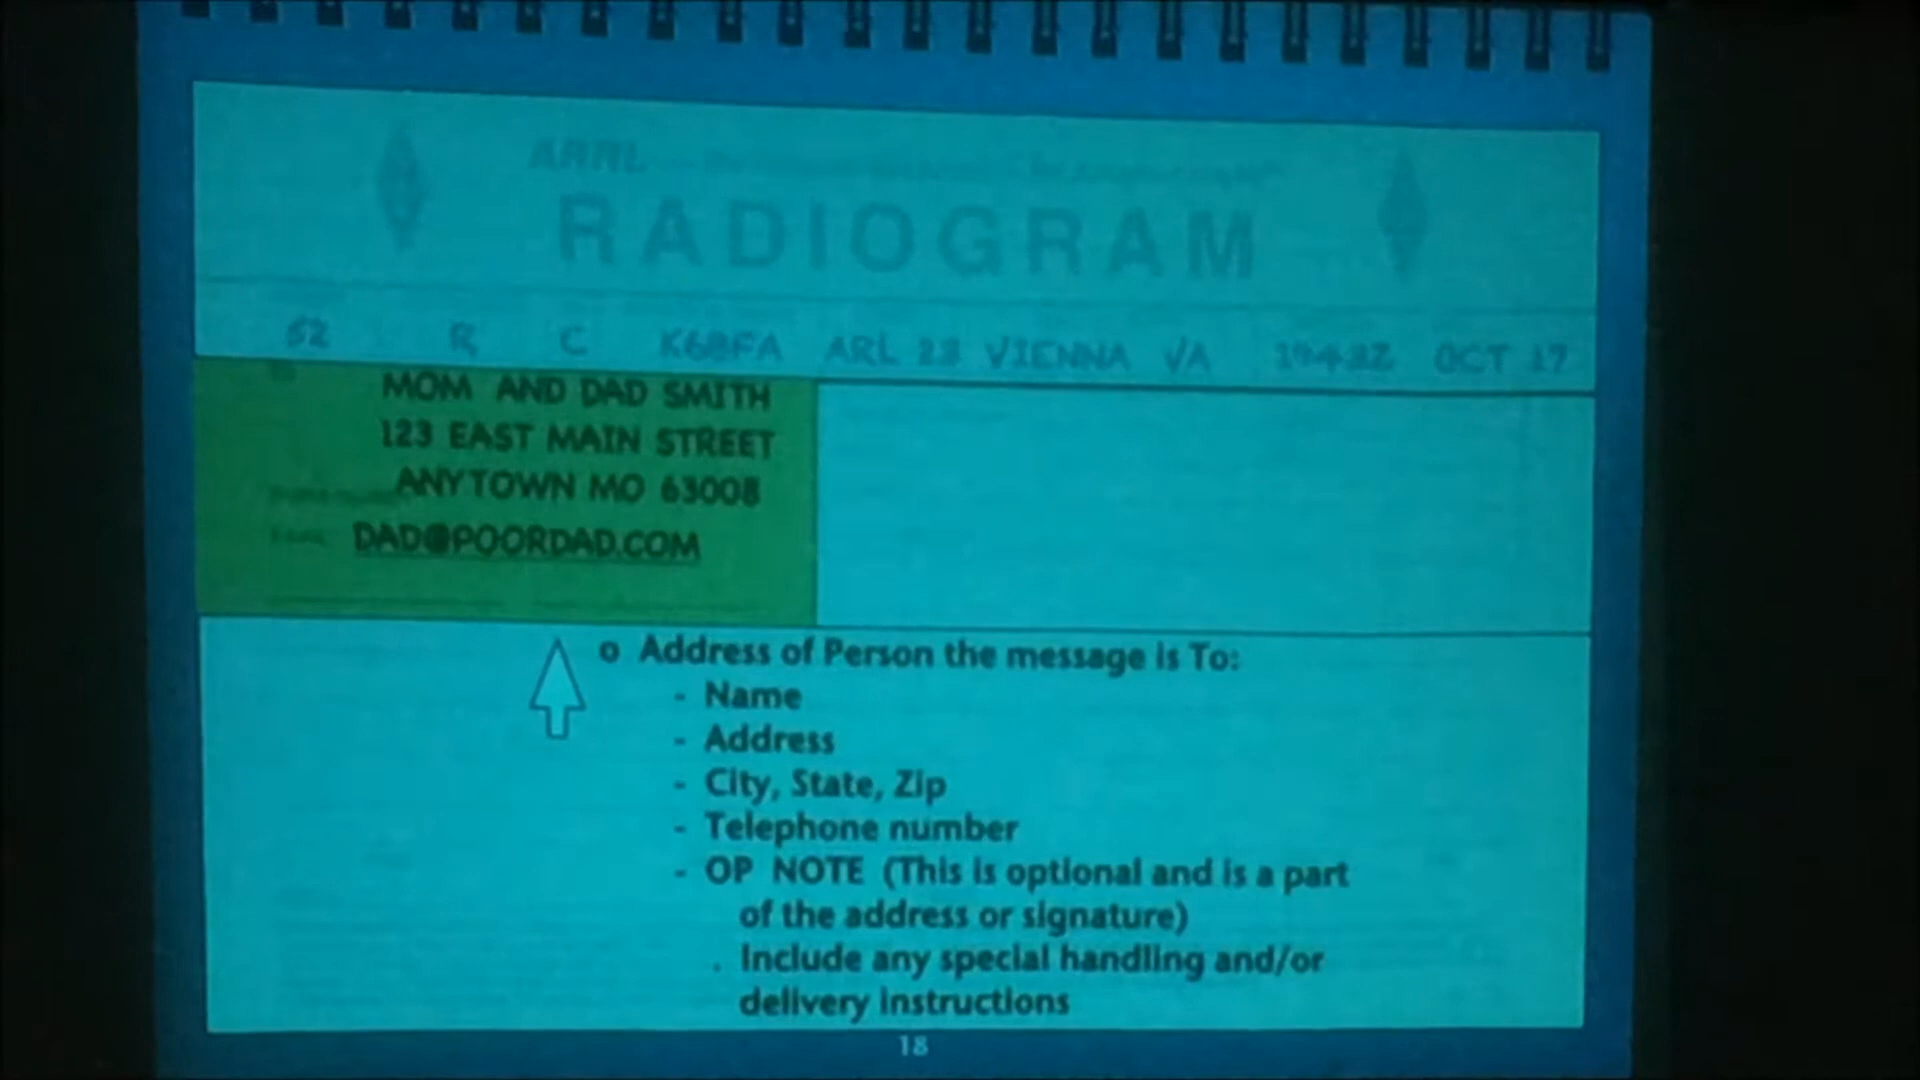 ARRL
RADIOGRAM
52 R C K6BFA ARL 23 VIENNA VA OCT 17
MOM AND DAD SMITH
123 EAST MAIN STREET
ANYTOWN MO 63008
DAD@POORDAD.COM
o Address of Person the message is To:
- Name
- Address
- City, State, Zip
- Telephone number
- OP NOTE (This is optional and is a part
of the address or signature)
. Include any special handling and/or
delivery instructions
18